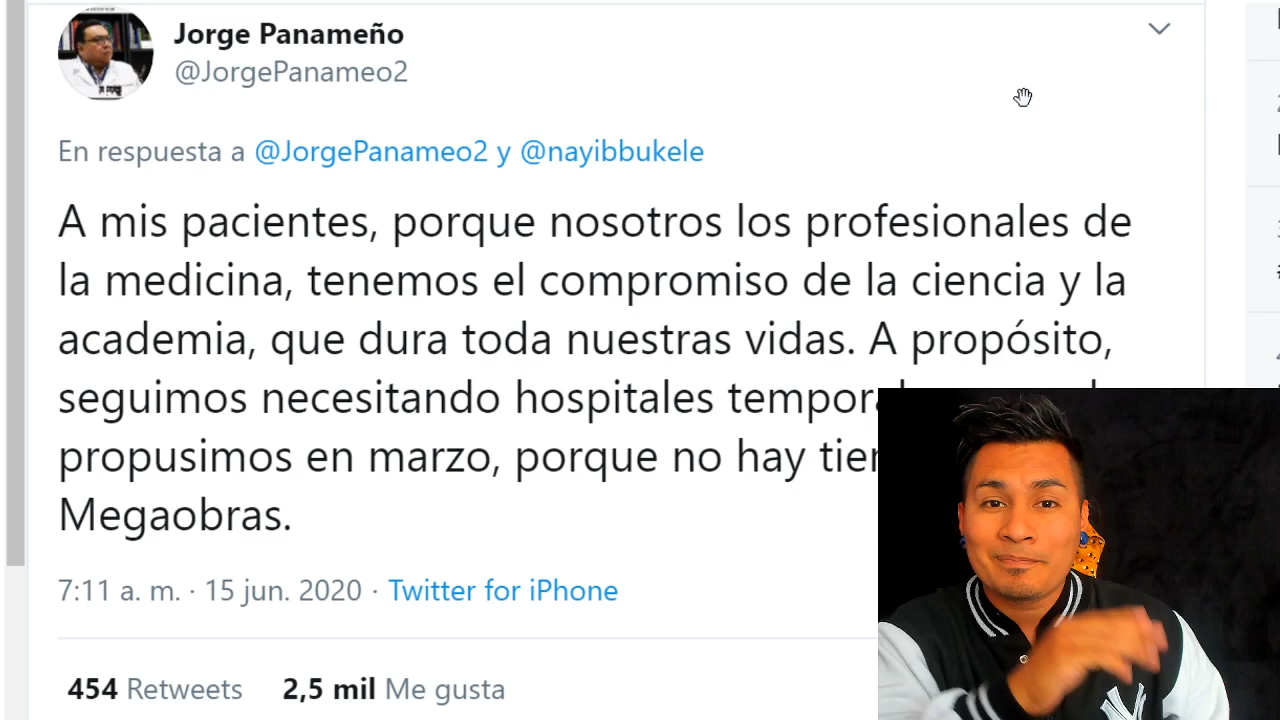 Jorge Panameño
@JorgePanameo2
En respuesta a @JorgePanameo2 y @nayibbukele
A mis pacientes, porque nosotros los profesionales de
la medicina, tenemos el compromiso de la ciencia y la
academia, que dura toda nuestras vidas. A propósito,
seguimos necesitando hospitales
propusimos en marzo, porque no hay
Megaobras.
7:11 a. m. · 15 jun. 2020 · Twitter for iPhone
454 Retweets 2,5 mil Me gusta